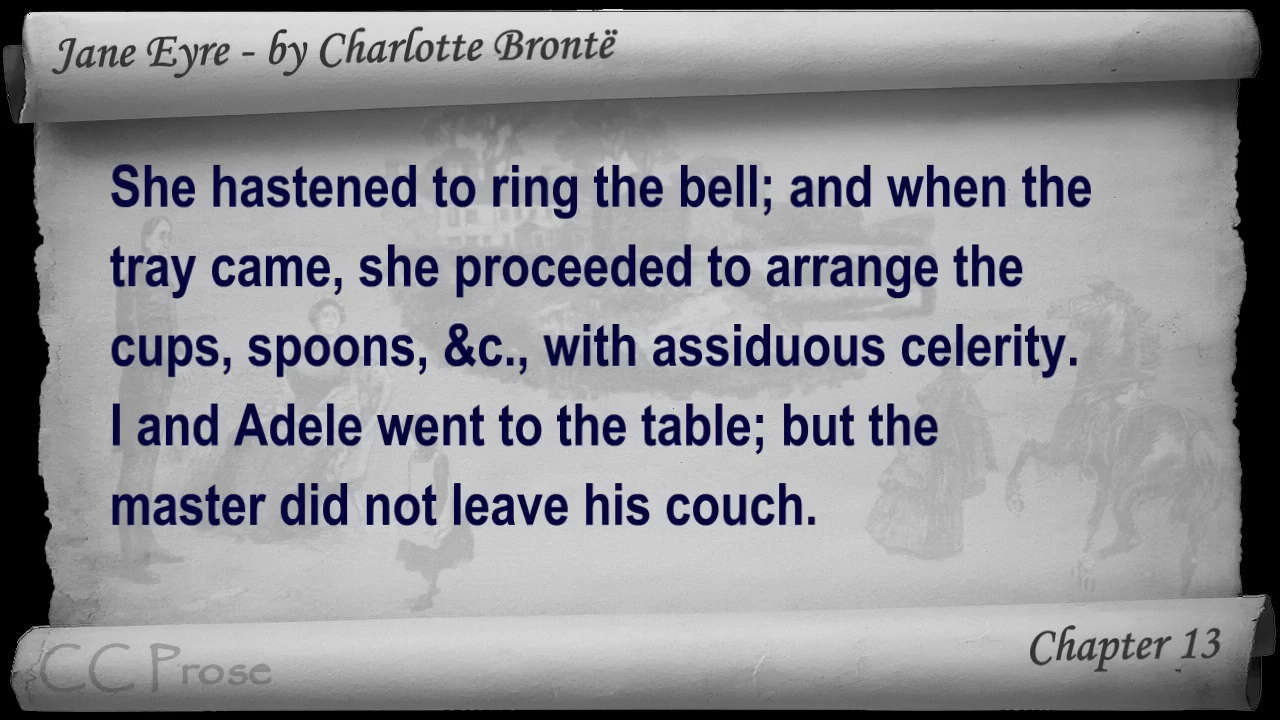 Jane Eyre - by Charlotte Brontë
She hastened to ring the bell; and when the
tray came, she proceeded to arrange the
cups, spoons, &c., with assiduous celerity.
I and Adele went to the table; but the
master did not leave his couch.
CC Prose
Chapter 13